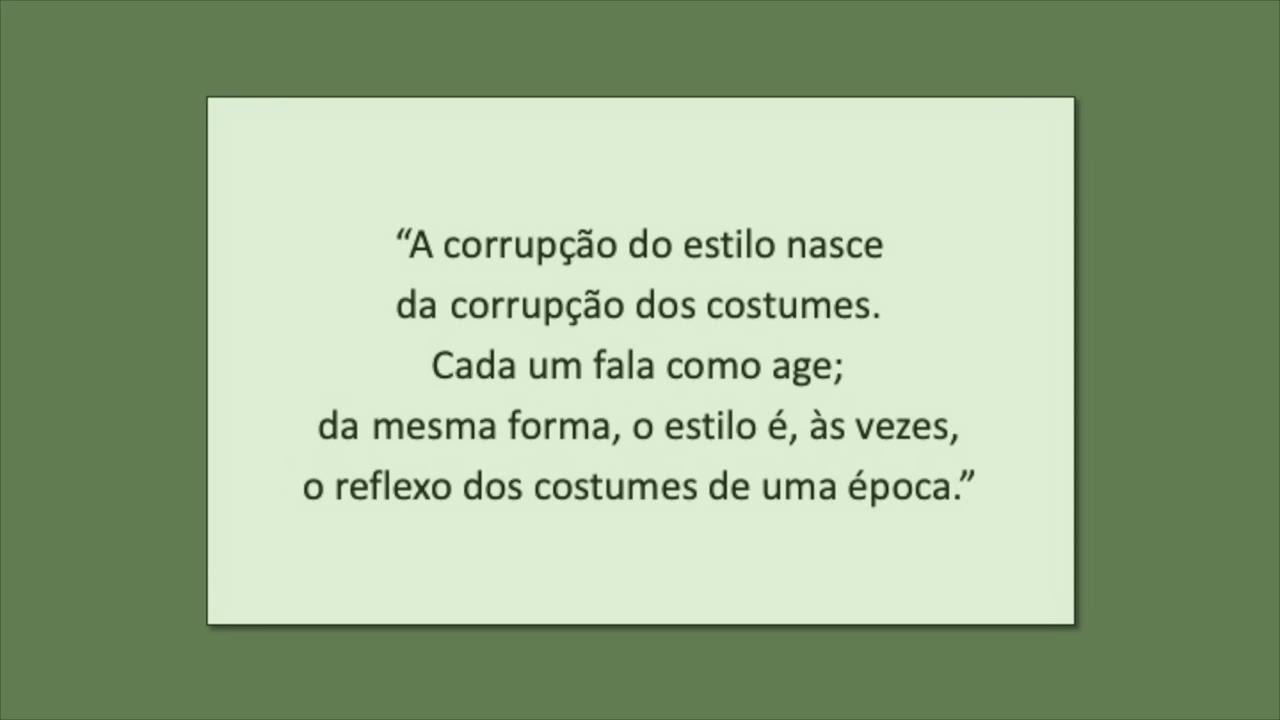 “A corrupção do estilo nasce
da corrupção dos costumes.
Cada um fala como age;
da mesma forma, o estilo é, às vezes,
o reflexo dos costumes de uma época.”